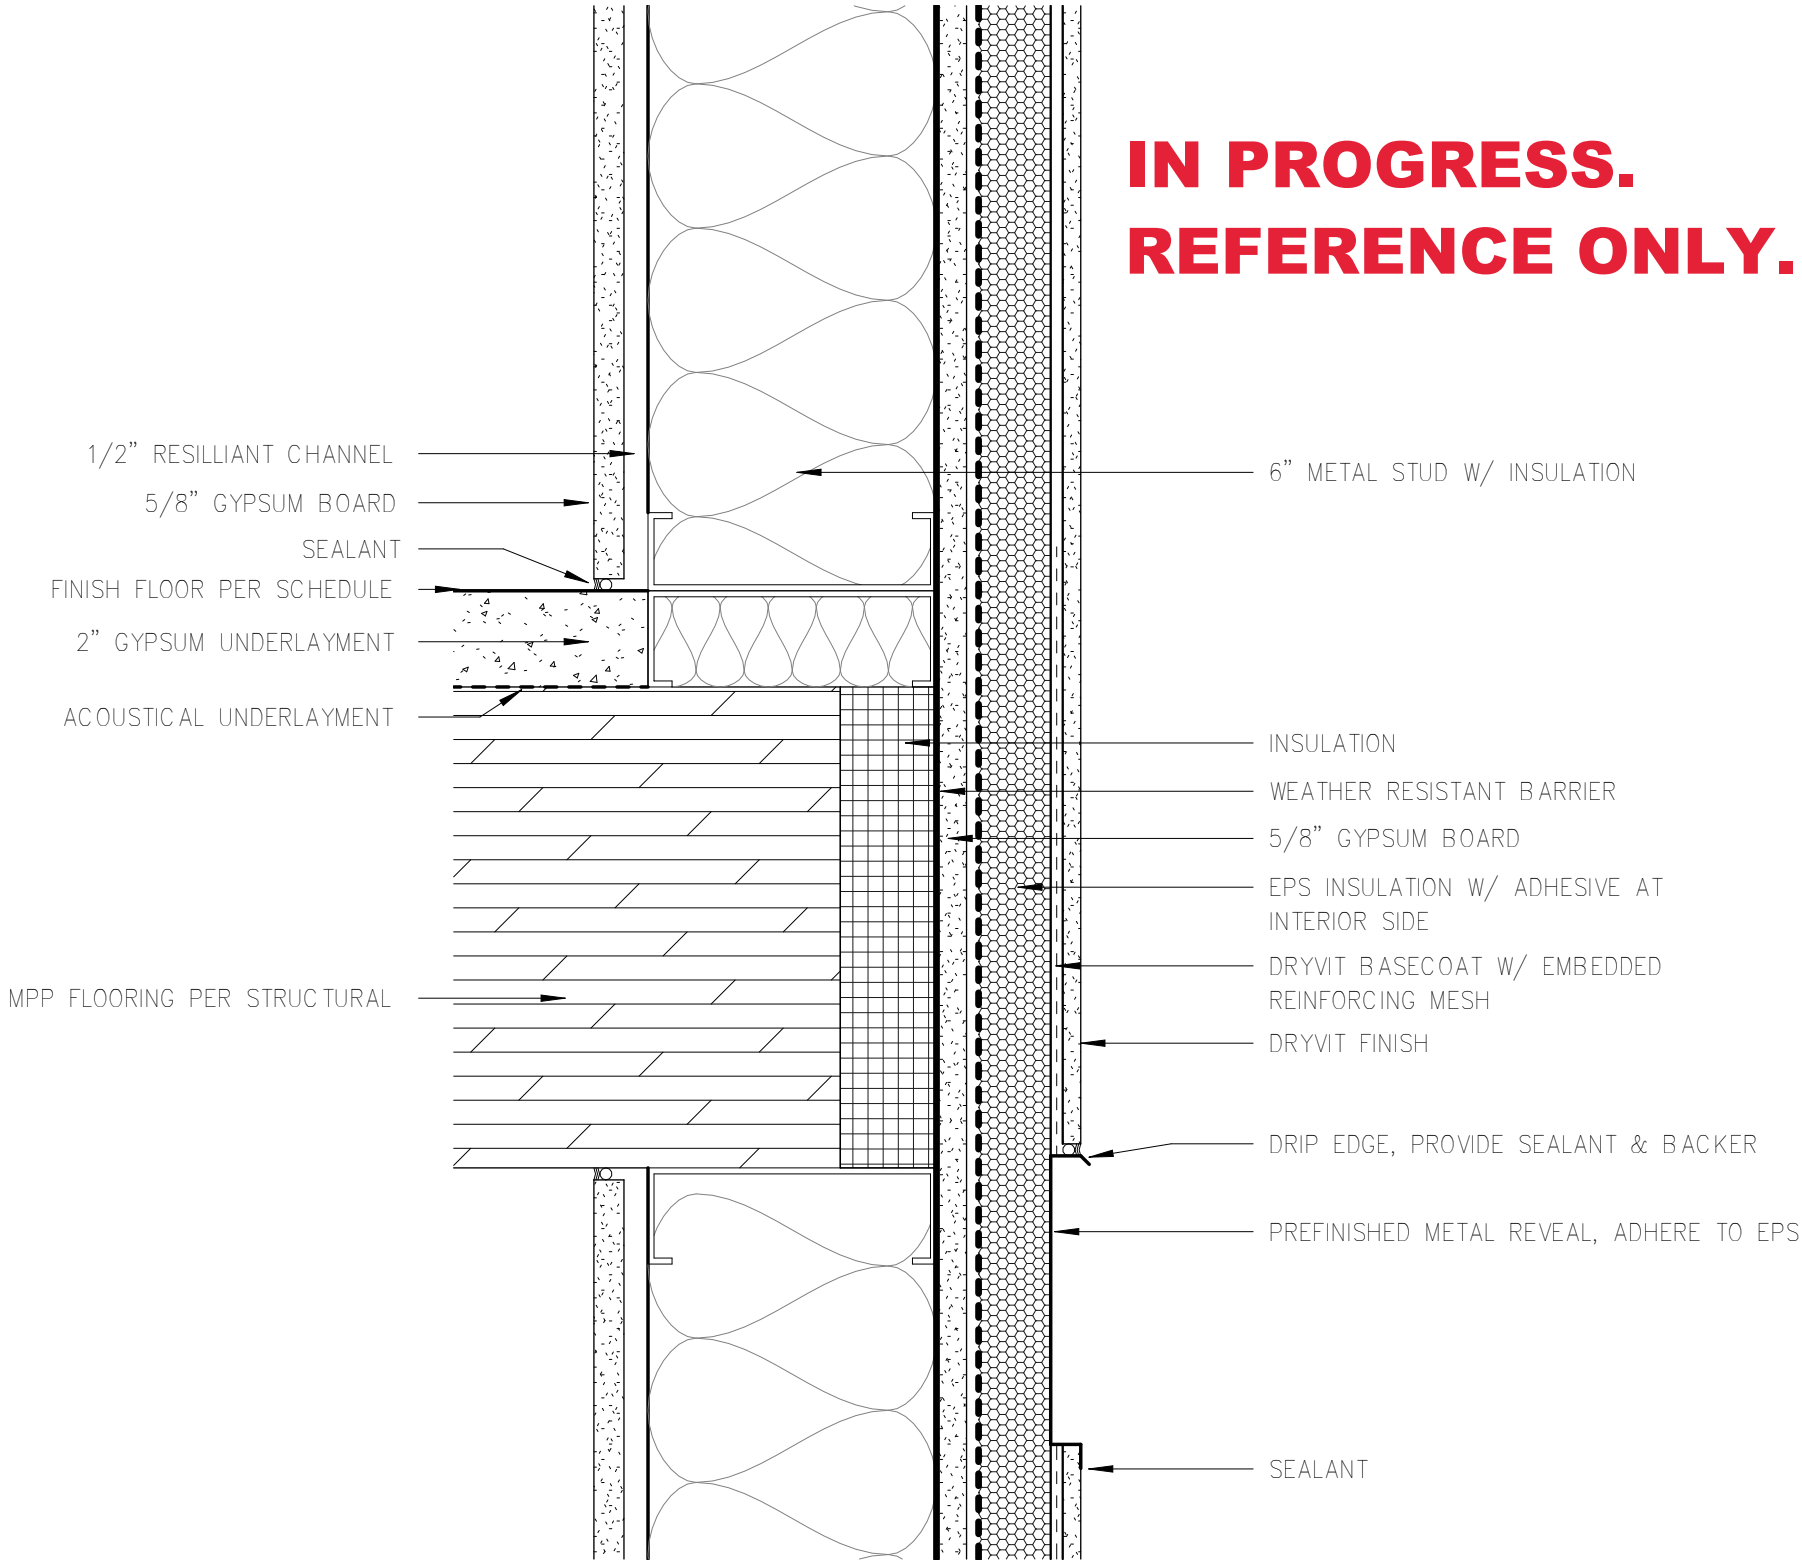 IN PROGRESS.
REFERENCE ONLY.
1/2” RESILLIANT CHANNEL
5/8” GYPSUM BOARD
SEALANT
FINISH FLOOR PER SCHEDULE
2” GYPSUM UNDERLAYMENT
ACOUSTICAL UNDERLAYMENT
MPP FLOORING PER STRUCTURAL
6” METAL STUD W/ INSULATION
INSULATION
WEATHER RESISTANT BARRIER
5/8” GYPSUM BOARD
EPS INSULATION W/ ADHESIVE AT
INTERIOR SIDE
DRYVIT BASECOAT W/ EMBEDDED
REINFORCING MESH
DRYVIT FINISH
DRIP EDGE, PROVIDE SEALANT & BACKER
PREFINISHED METAL REVEAL, ADHERE TO EPS
SEALANT